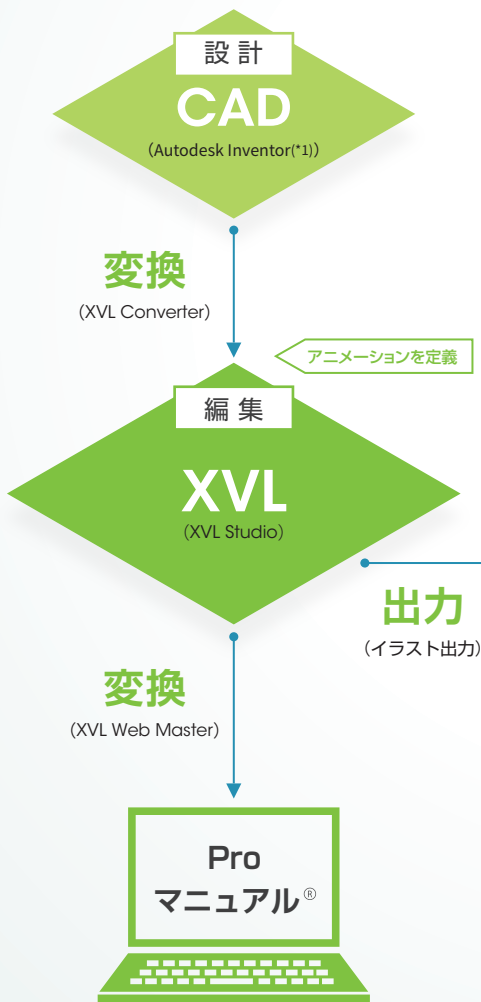 設計
CAD
（Autodesk Inventor(*1)）
変換
（XVL Converter）
アニメーションを定義
編集
XVL
（XVL Studio）
出力
（イラスト出力）
変換
（XVL Web Master）
Pro
マニュアル®